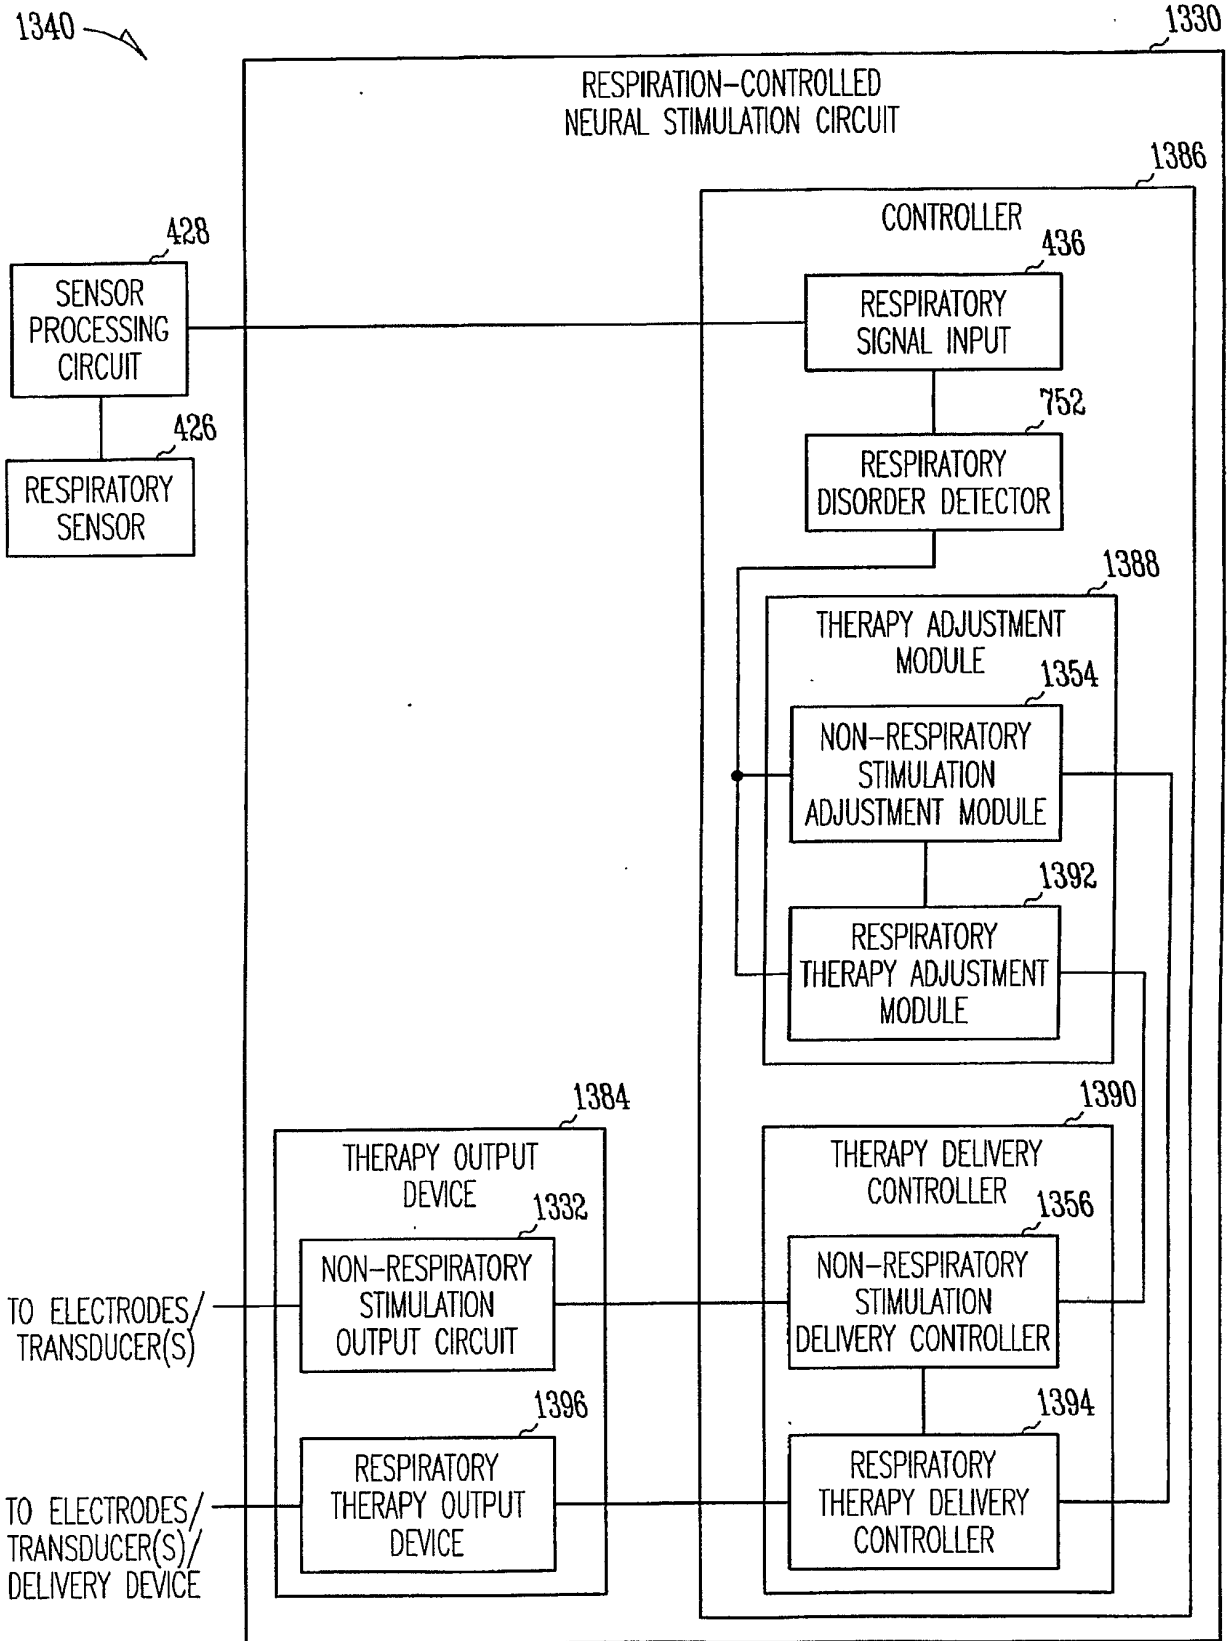 1340
1330
RESPIRATION-CONTROLLED
NEURAL STIMULATION CIRCUIT
1386
CONTROLLER
428
SENSOR
PROCESSING
CIRCUIT
436
RESPIRATORY
SIGNAL INPUT
426
RESPIRATORY
SENSOR
752
RESPIRATORY
DISORDER DETECTOR
1388
THERAPY ADJUSTMENT
MODULE
1354
NON-RESPIRATORY
STIMULATION
ADJUSTMENT MODULE
1392
RESPIRATORY
THERAPY ADJUSTMENT
MODULE
1384
THERAPY OUTPUT
DEVICE
1332
NON-RESPIRATORY
STIMULATION
OUTPUT CIRCUIT
1390
THERAPY DELIVERY
CONTROLLER
1356
NON-RESPIRATORY
STIMULATION
DELIVERY CONTROLLER
TO ELECTRODES/
TRANSDUCER(S)
1396
RESPIRATORY
THERAPY OUTPUT
DEVICE
1394
RESPIRATORY
THERAPY DELIVERY
CONTROLLER
TO ELECTRODES/
TRANSDUCER(S)/
DELIVERY DEVICE